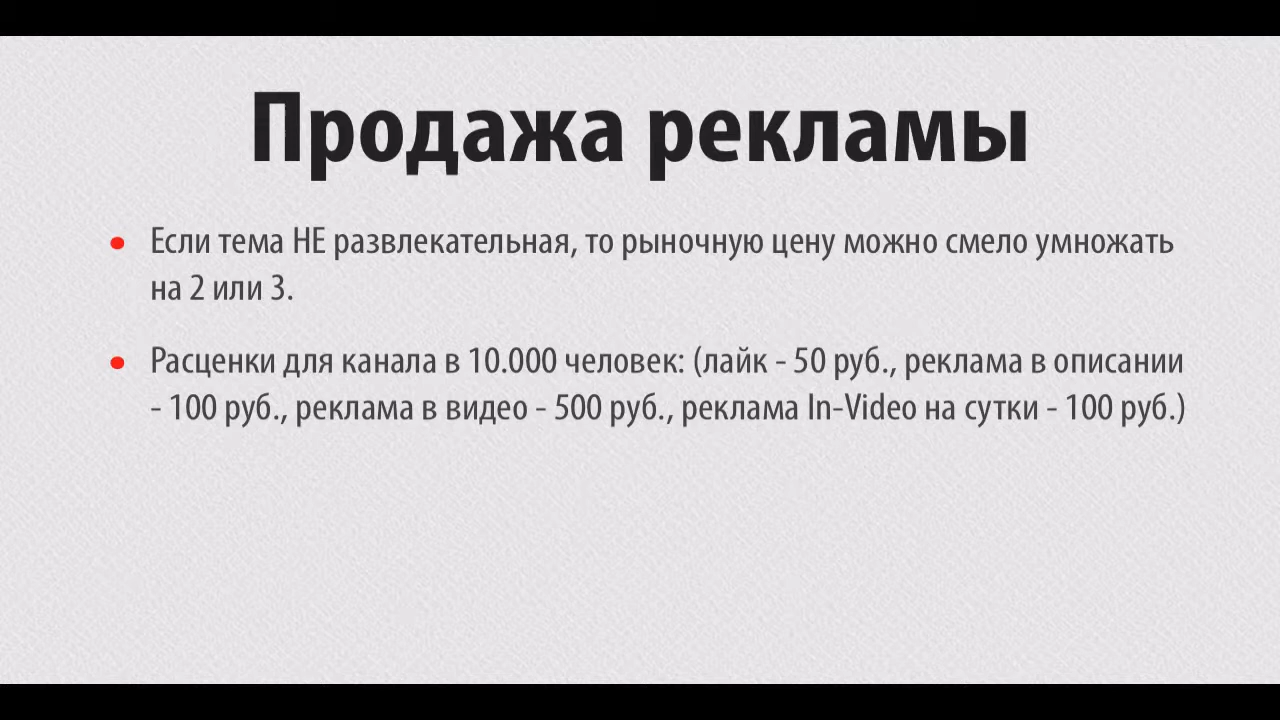 Продажа рекламы
• Если тема НЕ развлекательная, то рыночную цену можно смело умножать
на 2 или 3.
• Расценки для канала в 10.000 человек: (лайк - 50 руб., реклама в описании
- 100 руб., реклама в видео - 500 руб., реклама In-Video на сутки - 100 руб.)